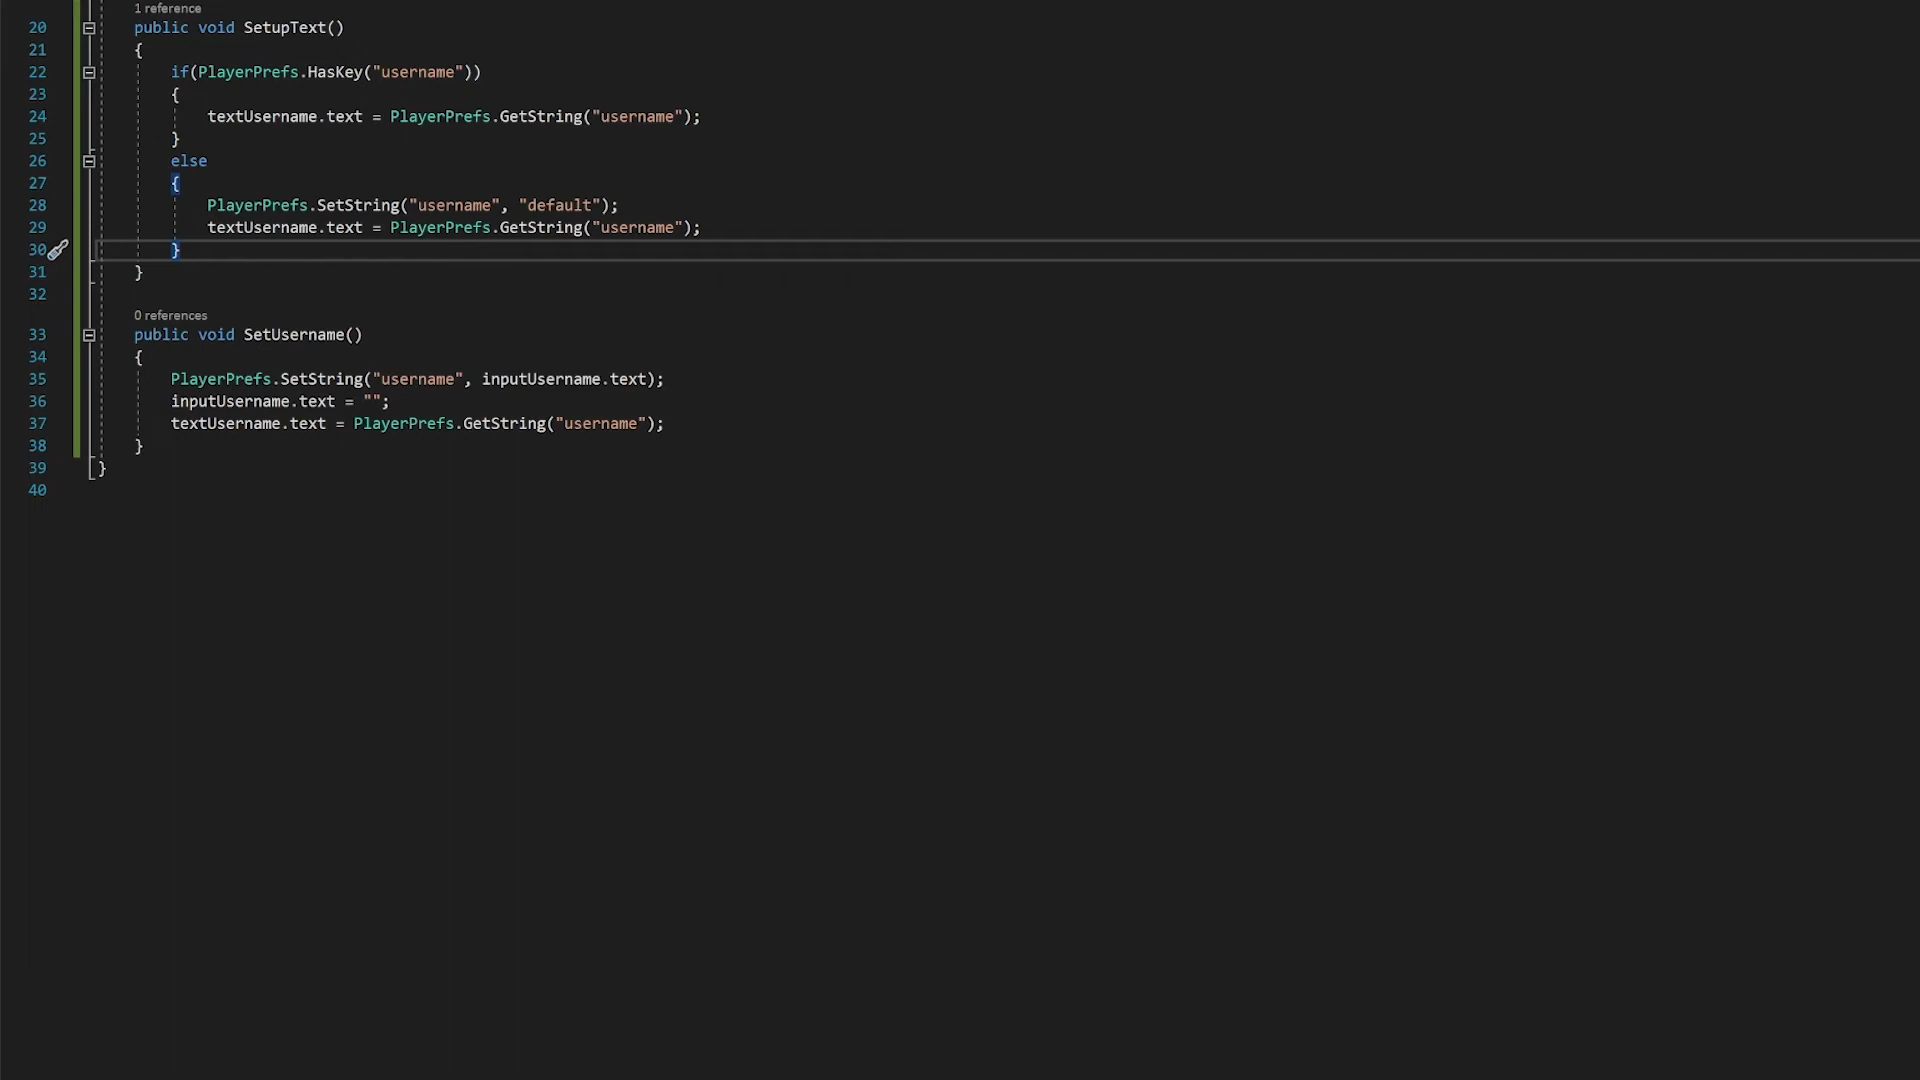 1 reference
20 public void SetupText()
21 {
22 if(PlayerPrefs.HasKey("username"))
23 {
24 textUsername.text = PlayerPrefs.GetString("username");
25 }
26 else
27 {
28 PlayerPrefs.SetString("username", "default");
29 textUsername.text = PlayerPrefs.GetString("username");
30 }
31 }
32
0 references
33 public void SetUsername()
34 {
35 PlayerPrefs.SetString("username", inputUsername.text);
36 inputUsername.text = "";
37 textUsername.text = PlayerPrefs.GetString("username");
38 }
39 }
40